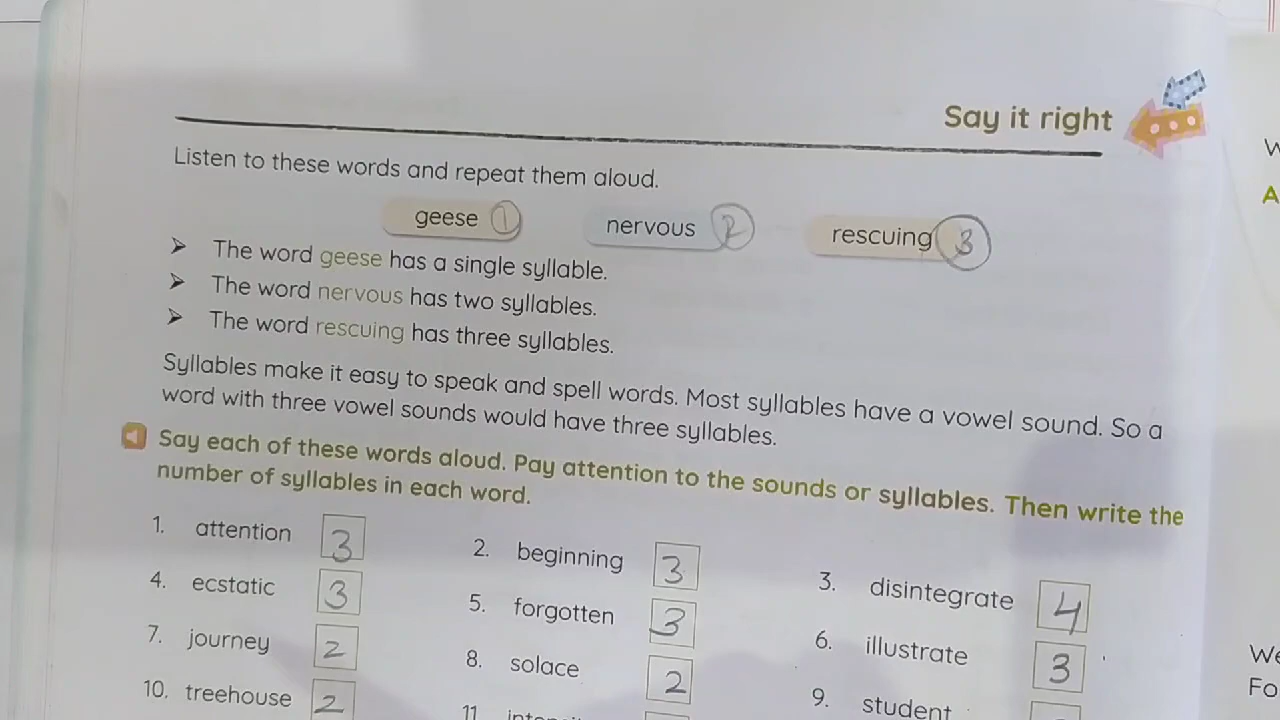 Say it right
Listen to these words and repeat them aloud.
geese 1 nervous 2 rescuing 3
➤ The word geese has a single syllable.
➤ The word nervous has two syllables.
➤ The word rescuing has three syllables.
Syllables make it easy to speak and spell words. Most syllables have a vowel sound. So a
word with three vowel sounds would have three syllables.
Say each of these words aloud. Pay attention to the sounds or syllables. Then write the
number of syllables in each word.
1. attention 3 2. beginning 3 3. disintegrate 4
4. ecstatic 3 5. forgotten 3 6. illustrate 3
7. journey 2 8. solace 2 9. student
10. treehouse 2 11
A
We
Fo